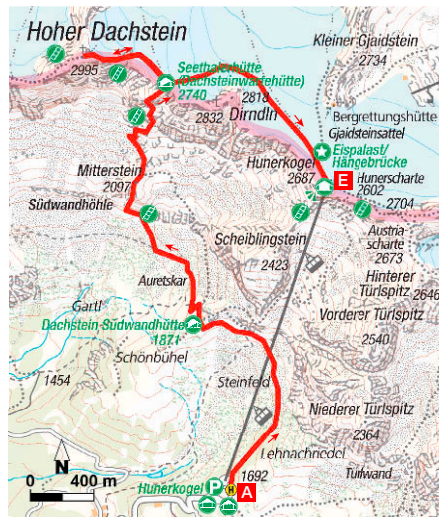 Hoher Dachstein
Kleiner Gjaidstein
2734
2995
Seethalerhütte
(Dachsteinwartehütte)
2740
2818
Dirndln
2832
Bergrettungshütte
Gjaidsteinsattel
Eispalast/
Hängebrücke
Hunerkogel
2687
E
Hunerscharte
2602
2704
Mitterstein
2097
Südwandhöhle
Scheiblingstein
2423
Austria
scharte
2673
Hinterer
Türlspitz
2646
Auretskar
Gartl
Vorderer Türlspitz
2540
Dachstein-Südwandhütte
1871
Schönbühel
1454
Steinfeld
Niederer Türlspitz
2364
Lehnachriedel
Türlwand
N
0
400 m
Hunerkogel
P
H
A
1692